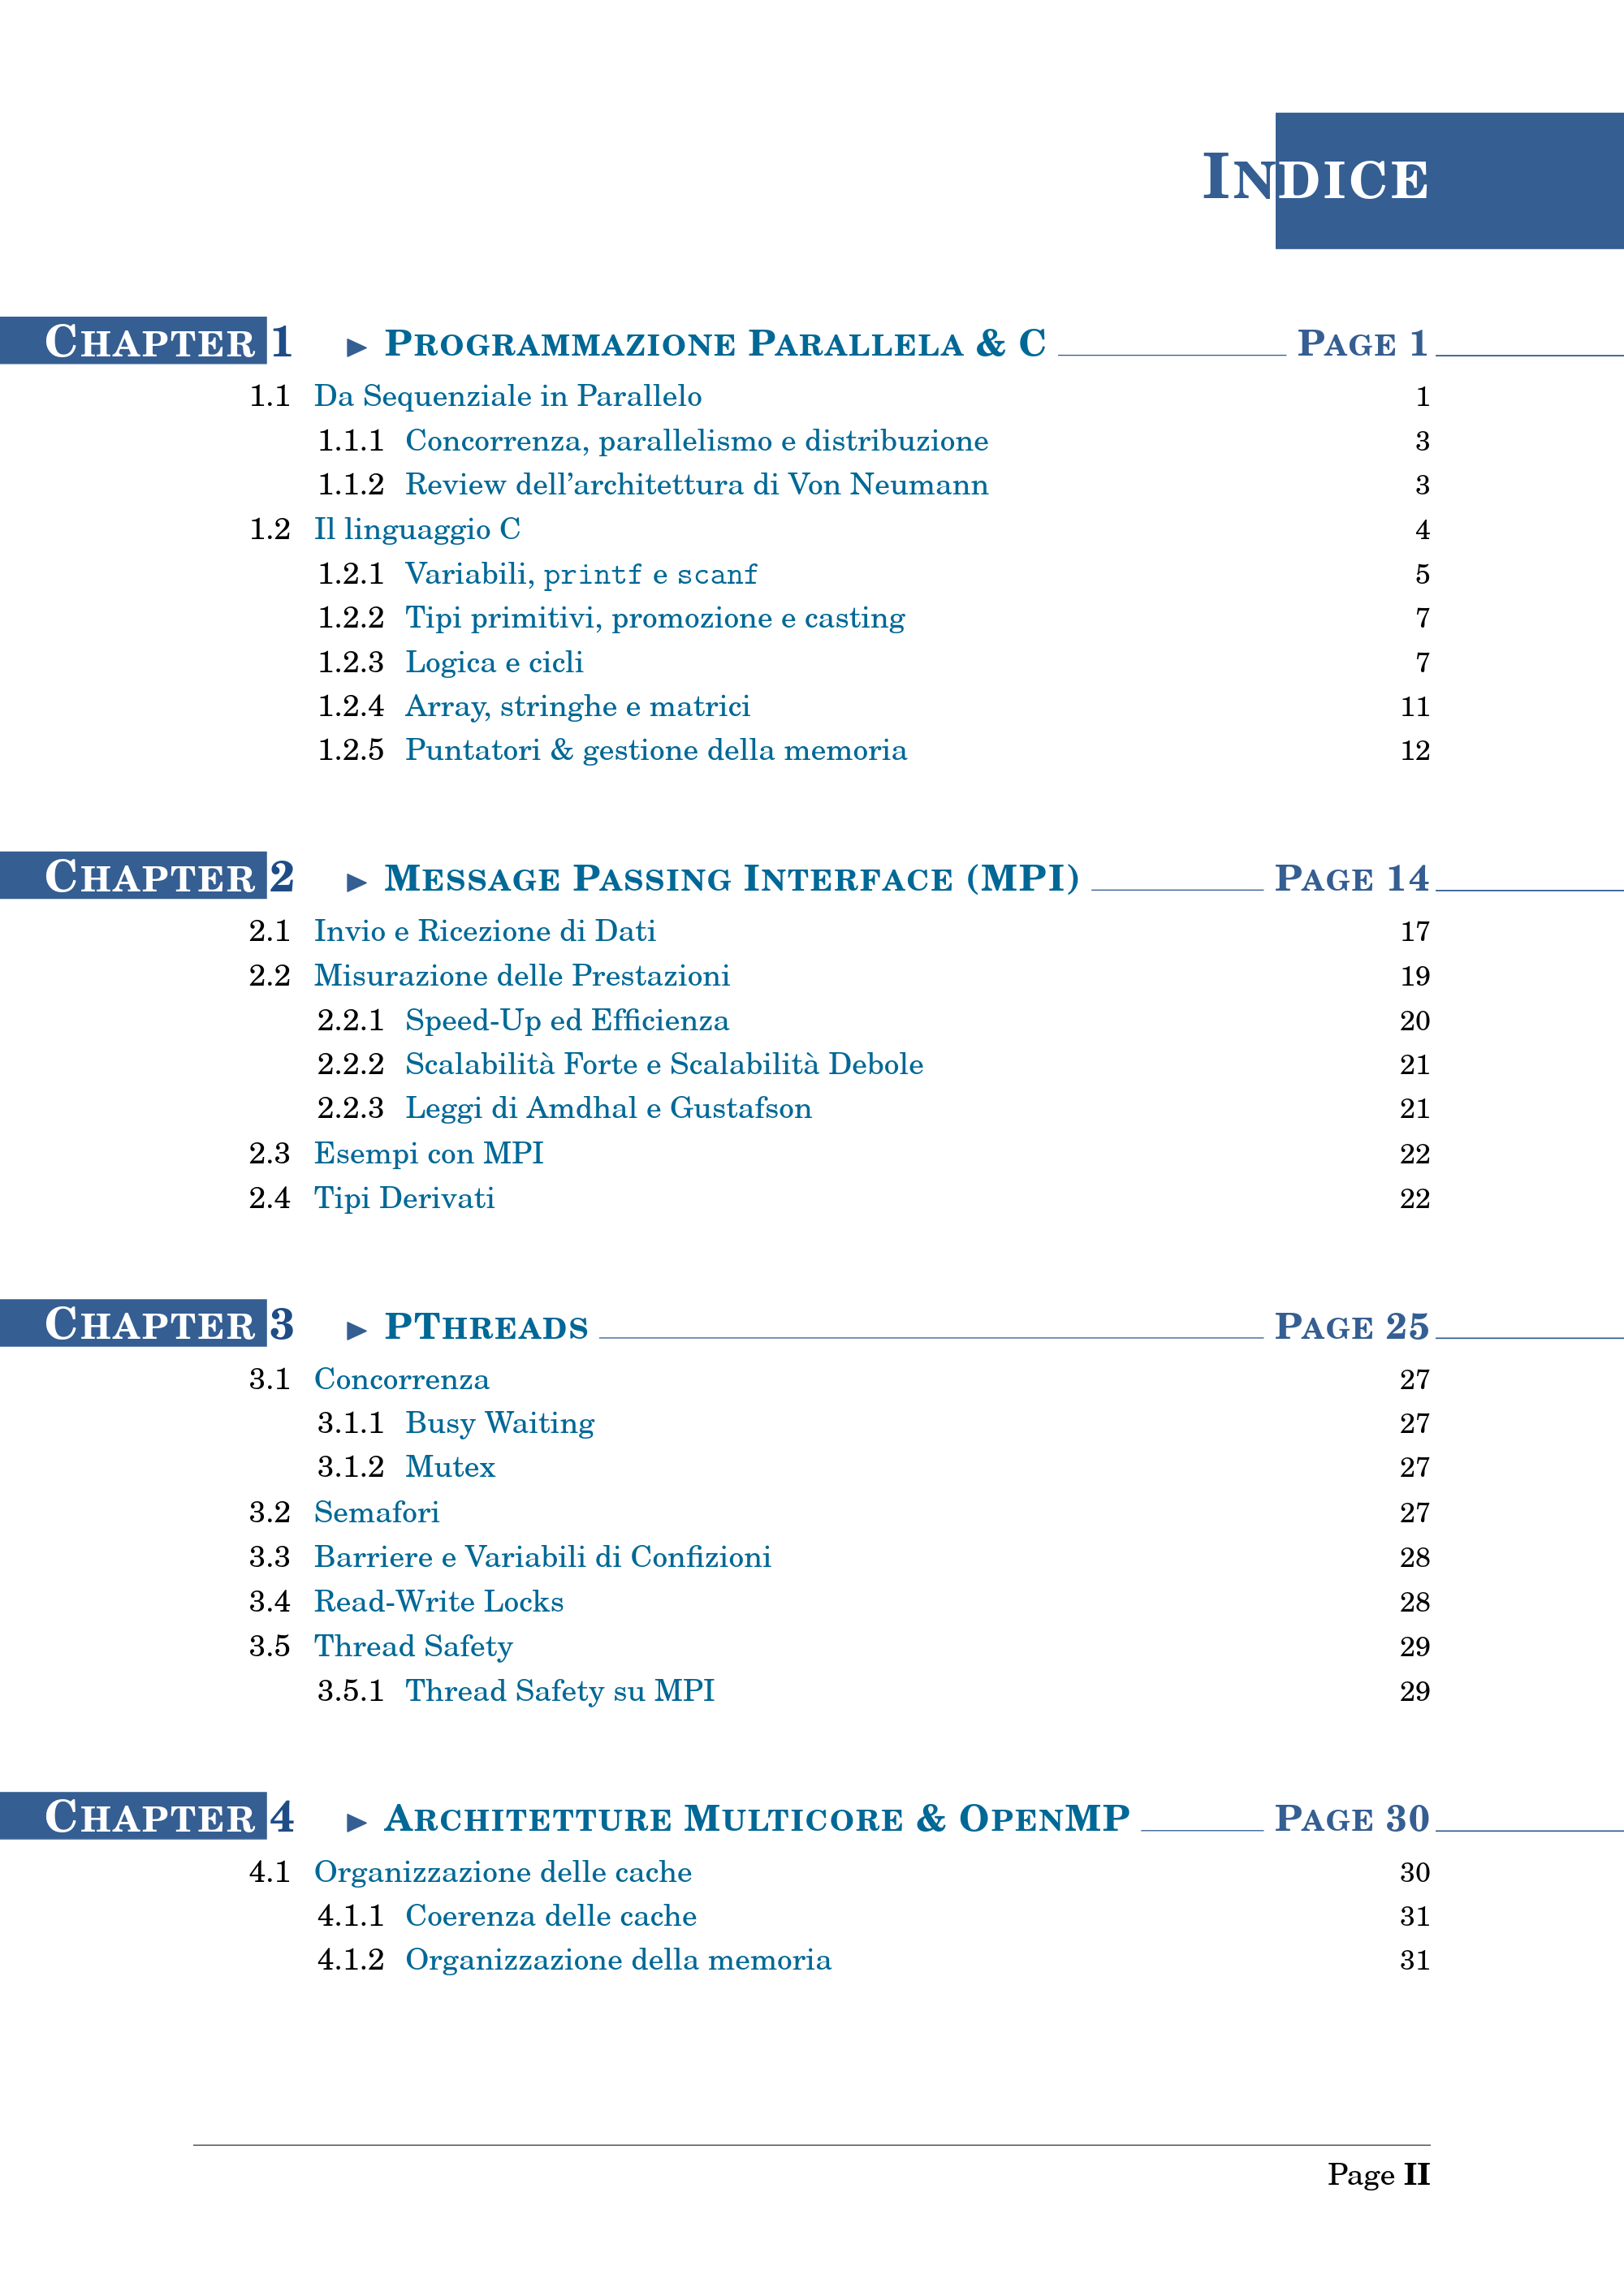 INDICE
CHAPTER 1 ▶ PROGRAMMAZIONE PARALLELA & C PAGE 1
1.1 Da Sequenziale in Parallelo 1
1.1.1 Concorrenza, parallelismo e distribuzione 3
1.1.2 Review dell’architettura di Von Neumann 3
1.2 Il linguaggio C 4
1.2.1 Variabili, printf e scanf 5
1.2.2 Tipi primitivi, promozione e casting 7
1.2.3 Logica e cicli 7
1.2.4 Array, stringhe e matrici 11
1.2.5 Puntatori & gestione della memoria 12
CHAPTER 2 ▶ MESSAGE PASSING INTERFACE (MPI) PAGE 14
2.1 Invio e Ricezione di Dati 17
2.2 Misurazione delle Prestazioni 19
2.2.1 Speed-Up ed Efficienza 20
2.2.2 Scalabilità Forte e Scalabilità Debole 21
2.2.3 Leggi di Amdhal e Gustafson 21
2.3 Esempi con MPI 22
2.4 Tipi Derivati 22
CHAPTER 3 ▶ PTHREADS PAGE 25
3.1 Concorrenza 27
3.1.1 Busy Waiting 27
3.1.2 Mutex 27
3.2 Semafori 27
3.3 Barriere e Variabili di Confizioni 28
3.4 Read-Write Locks 28
3.5 Thread Safety 29
3.5.1 Thread Safety su MPI 29
CHAPTER 4 ▶ ARCHITETTURE MULTICORE & OPENMP PAGE 30
4.1 Organizzazione delle cache 30
4.1.1 Coerenza delle cache 31
4.1.2 Organizzazione della memoria 31
Page II